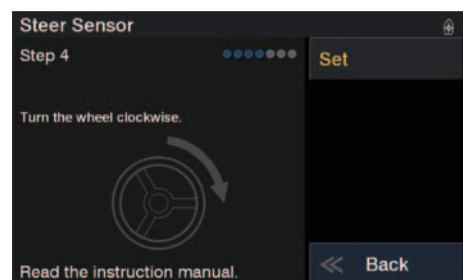 Steer Sensor
Step 4
Set
Turn the wheel clockwise.
Read the instruction manual.
Back